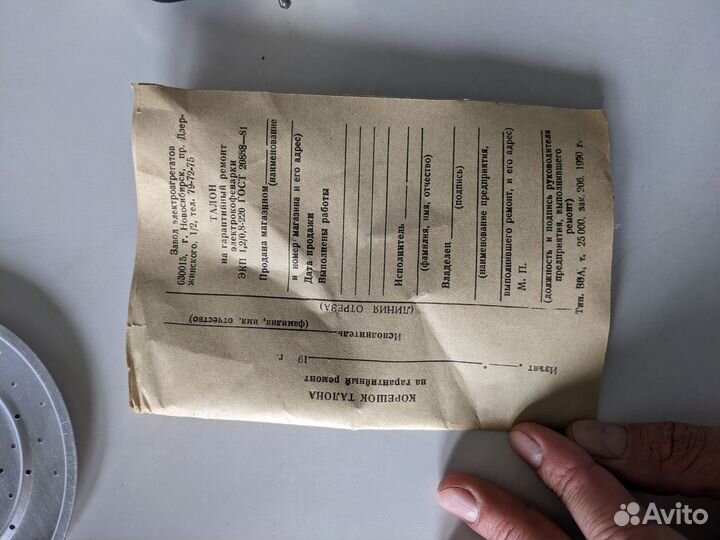 Завод электроагрегатов
630015, г. Новосибирск, пр. Дзер-
жинского, 1/2, тел. 79-72-75
ТАЛОН
на гарантийный ремонт
электрокофеварки
ЭКП 1,2/0,8-220 ГОСТ 20888—81
Продана магазином
(наименование
и номер магазина и его адрес)
Дата продажи
Выполнены работы
Исполнитель
(фамилия, имя, отчество)
Владелец
(подпись)
(наименование предприятия,
выполнившего ремонт, и его адрес)
М. П.
(должность и подпись руководителя
предприятия, выполнившего
ремонт)
Тип. ВВА, т. 25 000, зак. 206. 1990 г.
КОРЕШОК ТАЛОНА
на гарантийный ремонт
Изъят „ “ 19 г.
Исполнитель
(фамилия, имя, отчество)
(ЛИНИЯ ОТРЕЗА)
Avito